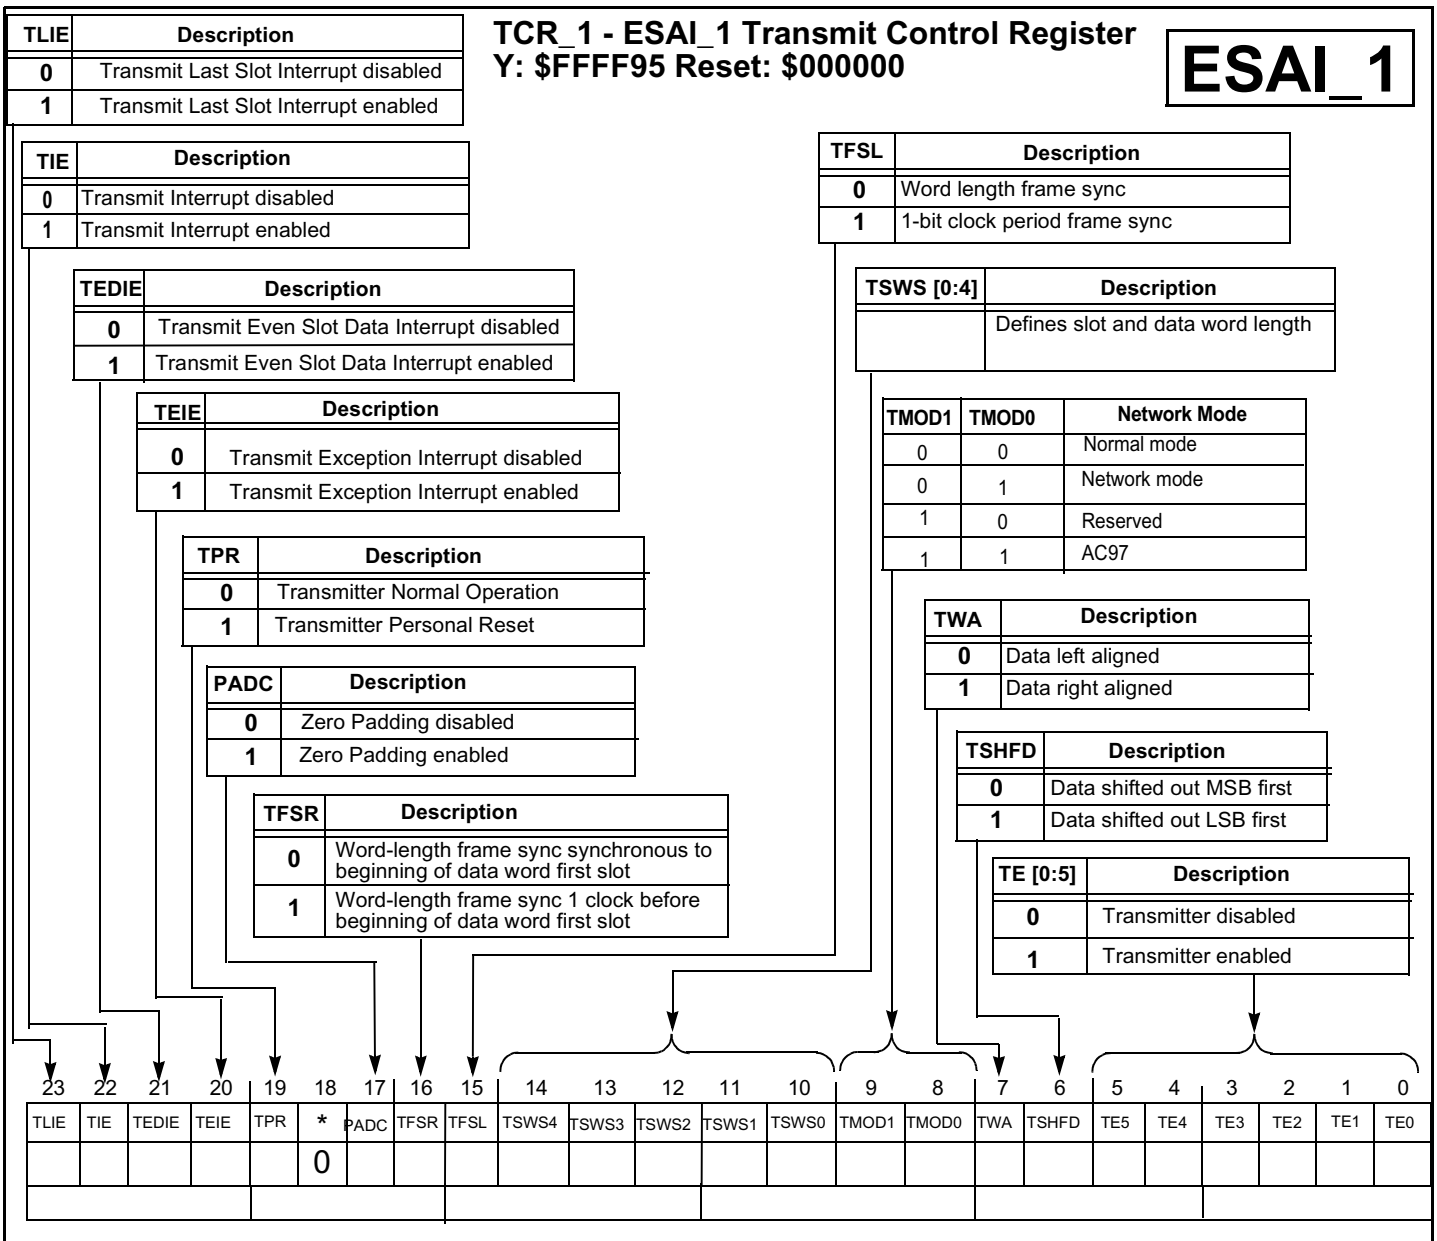 TCR_1 - ESAI_1 Transmit Control Register
Y: $FFFF95 Reset: $000000
ESAI_1
TLIE Description
0 Transmit Last Slot Interrupt disabled
1 Transmit Last Slot Interrupt enabled
TIE Description
0 Transmit Interrupt disabled
1 Transmit Interrupt enabled
TEDIE Description
0 Transmit Even Slot Data Interrupt disabled
1 Transmit Even Slot Data Interrupt enabled
TEIE Description
0 Transmit Exception Interrupt disabled
1 Transmit Exception Interrupt enabled
TPR Description
0 Transmitter Normal Operation
1 Transmitter Personal Reset
PADC Description
0 Zero Padding disabled
1 Zero Padding enabled
TFSR Description
0 Word-length frame sync synchronous to
beginning of data word first slot
1 Word-length frame sync 1 clock before
beginning of data word first slot
TFSL Description
0 Word length frame sync
1 1-bit clock period frame sync
TSWS [0:4] Description
Defines slot and data word length
TMOD1 TMOD0 Network Mode
0 0 Normal mode
0 1 Network mode
1 0 Reserved
1 1 AC97
TWA Description
0 Data left aligned
1 Data right aligned
TSHFD Description
0 Data shifted out MSB first
1 Data shifted out LSB first
TE [0:5] Description
0 Transmitter disabled
1 Transmitter enabled
23 22 21 20 19 18 17 16 15 14 13 12 11 10 9 8 7 6 5 4 3 2 1 0
TLIE TIE TEDIE TEIE TPR * PADC TFSR TFSL TSWS4 TSWS3 TSWS2 TSWS1 TSWS0 TMOD1 TMOD0 TWA TSHFD TE5 TE4 TE3 TE2 TE1 TE0
0